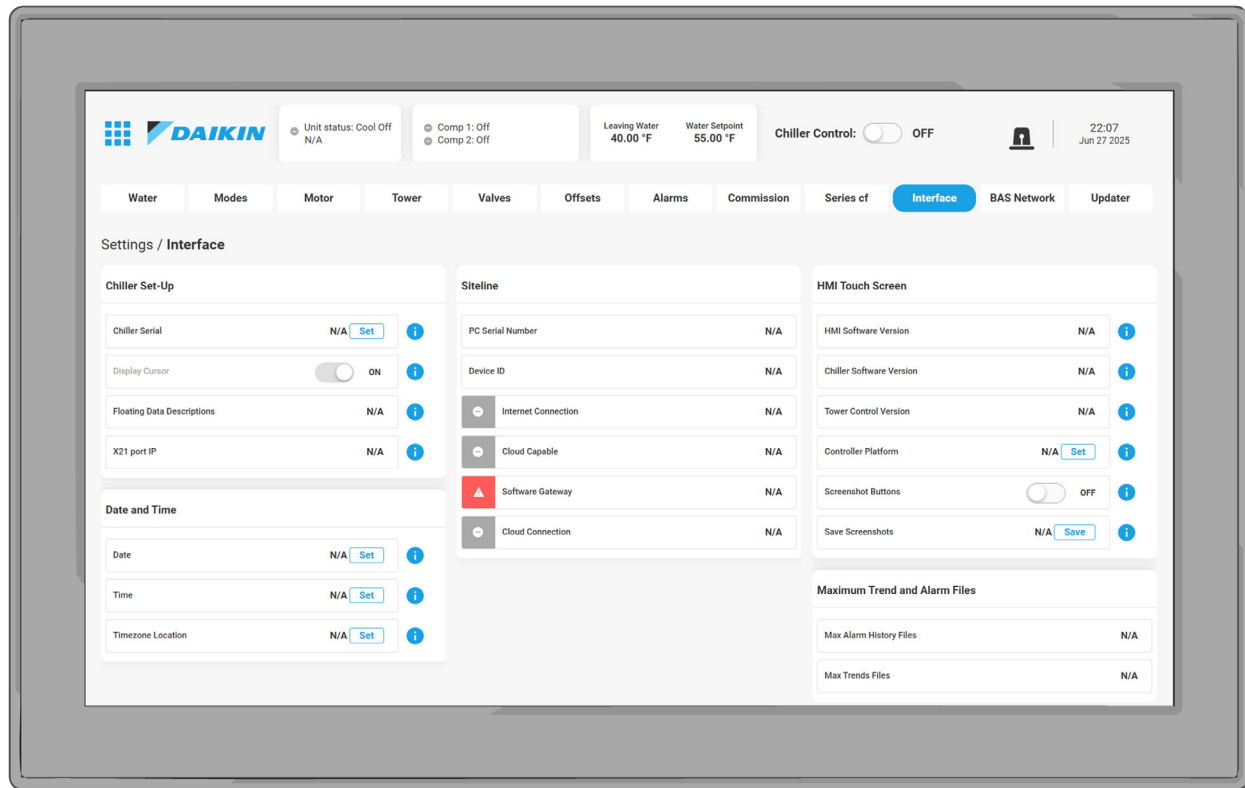 DAIKIN
Unit status: Cool Off
N/A
Comp 1: Off
Comp 2: Off
Leaving Water
40.00 °F
Water Setpoint
55.00 °F
Chiller Control:
OFF
22:07
Jun 27 2025
Water
Modes
Motor
Tower
Valves
Offsets
Alarms
Commission
Series cf
Interface
BAS Network
Updater
Settings / Interface
Chiller Set-Up
Chiller Serial N/A Set
Display Cursor ON
Floating Data Descriptions N/A
X21 port IP N/A
Date and Time
Date N/A Set
Time N/A Set
Timezone Location N/A Set
Siteline
PC Serial Number N/A
Device ID N/A
Internet Connection N/A
Cloud Capable N/A
Software Gateway N/A
Cloud Connection N/A
HMI Touch Screen
HMI Software Version N/A
Chiller Software Version N/A
Tower Control Version N/A
Controller Platform N/A Set
Screenshot Buttons OFF
Save Screenshots N/A Save
Maximum Trend and Alarm Files
Max Alarm History Files N/A
Max Trends Files N/A